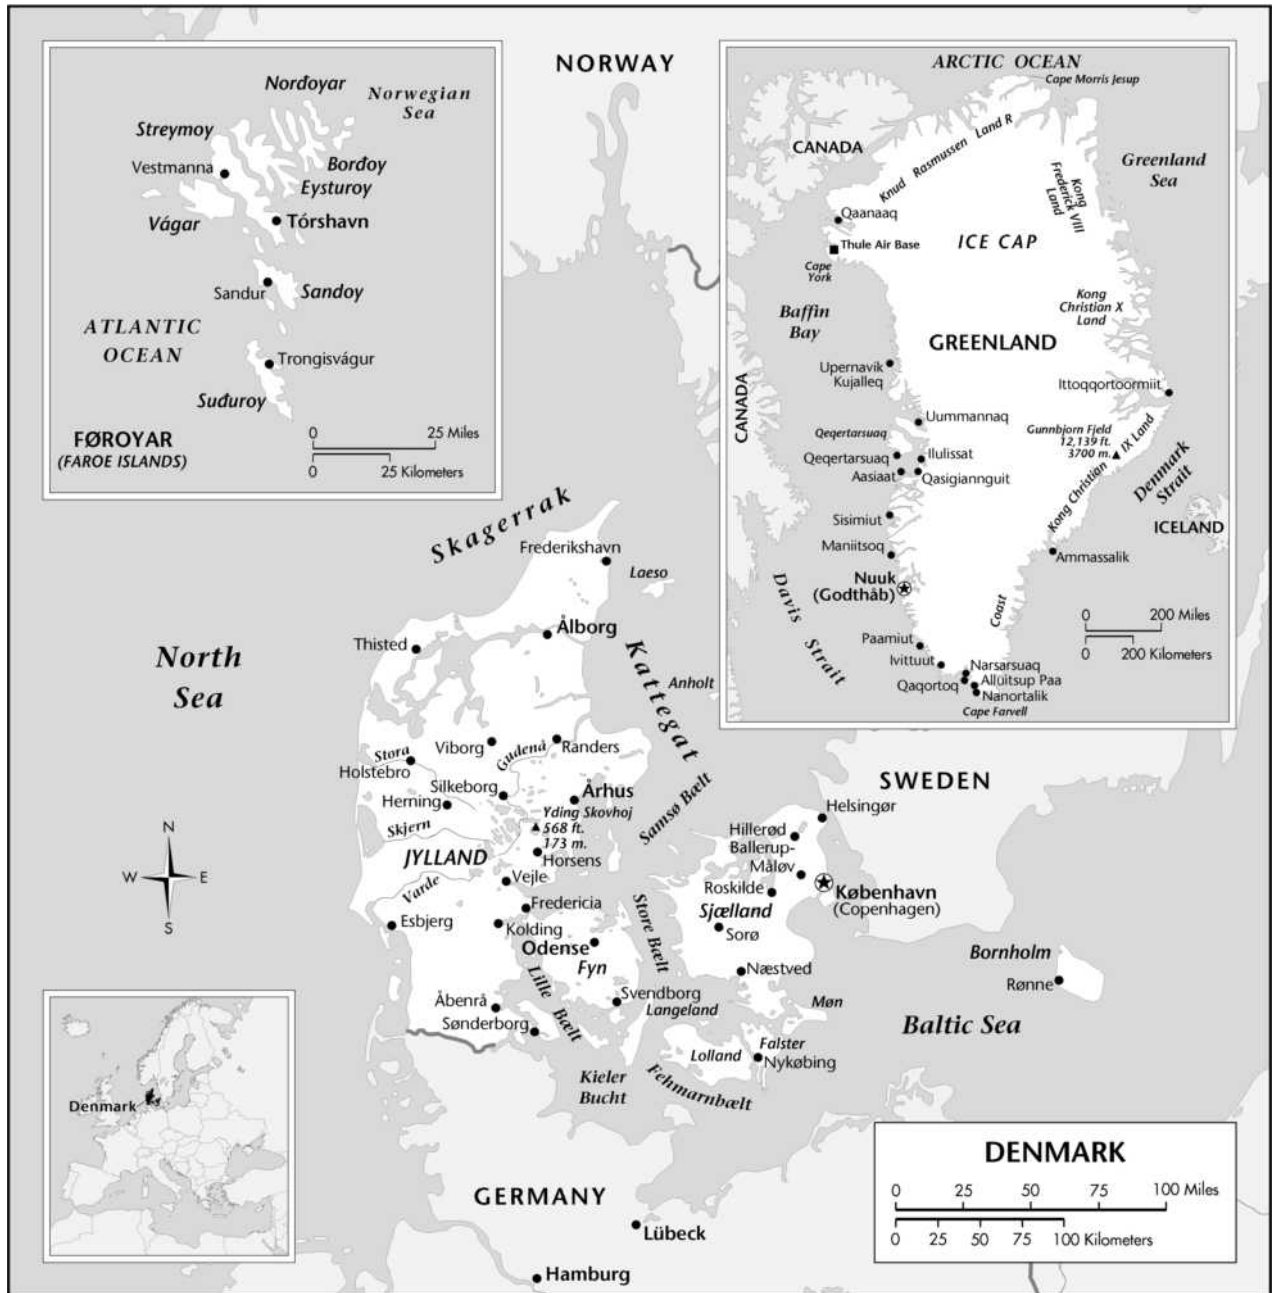 NORWAY
Norđoyar
Norwegian
Sea
Streymoy
Vestmanna
Borđoy
Eysturoy
Vágar
Tórshavn
Sandur
Sandoy
ATLANTIC
OCEAN
Trongisvágur
Suđuroy
FØROYAR
(FAROE ISLANDS)
0 25 Miles
0 25 Kilometers
ARCTIC OCEAN
Cape Morris Jesup
CANADA
Knud Rasmussen Land R
Kong
Frederick VIII
Land
Greenland
Sea
Qaanaaq
Thule Air Base
ICE CAP
Cape
York
Baffin
Bay
Kong
Christian X
Land
GREENLAND
CANADA
Upernavik
Kujalleq
Ittoqqortoormiit
Uummannaq
Qeqertarsuaq
Gunnbjorn Fjeld
12,139 ft.
3700 m.
Qeqertarsuaq
Ilulissat
Aasiaat
Qasigiannguit
Kong Christian IX Land
Denmark
Strait
Sisimiut
ICELAND
Maniitsoq
Ammassalik
Nuuk
(Godthåb)
Davis Strait
Coast
0 200 Miles
0 200 Kilometers
Paamiut
Ivittuut
Narsarsuaq
Qaqortoq
Alluitsup Paa
Nanortalik
Cape Farvell
Skagerrak
Frederikshavn
Laeso
Ålborg
Thisted
North
Sea
Kattegat
Anholt
Stora
Viborg
Gudenå
Randers
Holstebro
Silkeborg
Herning
Århus
Yding Skovhoj
568 ft.
173 m.
Skjern
JYLLAND
Horsens
Samsø Bælt
SWEDEN
Helsingør
Hillerød
Ballerup-
Måløv
Vejle
Varde
Roskilde
København
(Copenhagen)
Fredericia
Sjælland
Esbjerg
Kolding
Store Bælt
Sorø
Odense
Fyn
Bornholm
Rønne
Næstved
Lille Bælt
Åbenrå
Svendborg
Langeland
Møn
Sønderborg
Baltic Sea
Falster
Lolland
Nykøbing
Kieler
Bucht
Fehmarnbælt
N
W E
S
Denmark
GERMANY
Lübeck
Hamburg
DENMARK
0 25 50 75 100 Miles
0 25 50 75 100 Kilometers